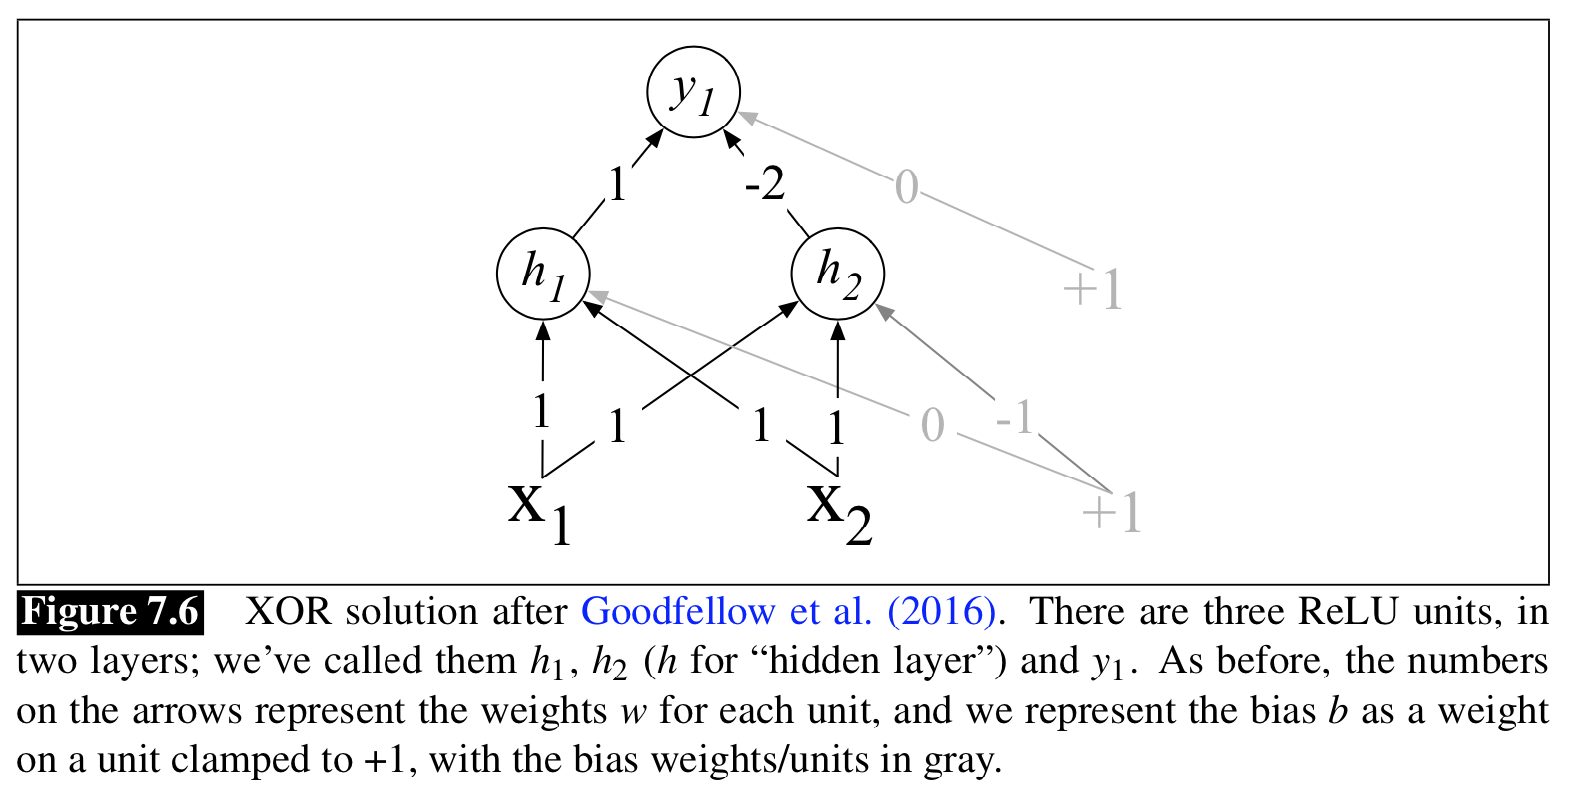 y1
1 -2 0
h1 h2 +1
1 1 1 1 0 -1
x1 x2 +1
Figure 7.6 XOR solution after Goodfellow et al. (2016). There are three ReLU units, in
two layers; we’ve called them h1, h2 (h for “hidden layer”) and y1. As before, the numbers
on the arrows represent the weights w for each unit, and we represent the bias b as a weight
on a unit clamped to +1, with the bias weights/units in gray.